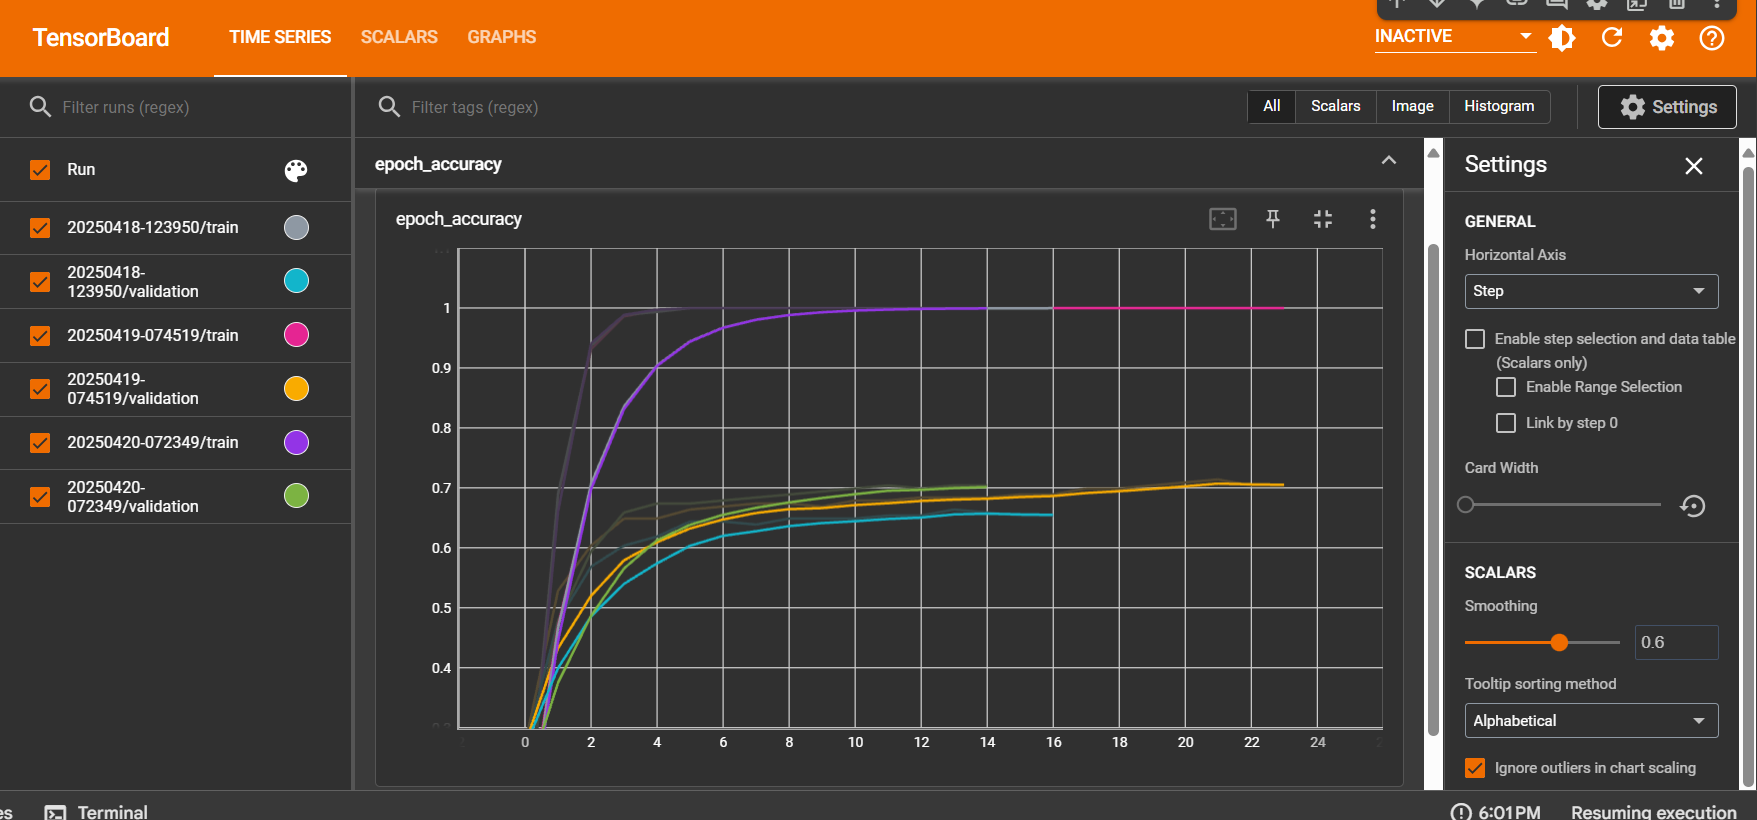 TensorBoard
TIME SERIES
SCALARS
GRAPHS
INACTIVE
Filter runs (regex)
Filter tags (regex)
All
Scalars
Image
Histogram
Settings
Run
20250418-123950/train
20250418-
123950/validation
20250419-074519/train
20250419-
074519/validation
20250420-072349/train
20250420-
072349/validation
epoch_accuracy
epoch_accuracy
1
0.9
0.8
0.7
0.6
0.5
0.4
0
2
4
6
8
10
12
14
16
18
20
22
24
Settings
GENERAL
Horizontal Axis
Step
Enable step selection and data table
(Scalars only)
Enable Range Selection
Link by step 0
Card Width
SCALARS
Smoothing
0.6
Tooltip sorting method
Alphabetical
Ignore outliers in chart scaling
Terminal
6:01 PM
Resuming execution